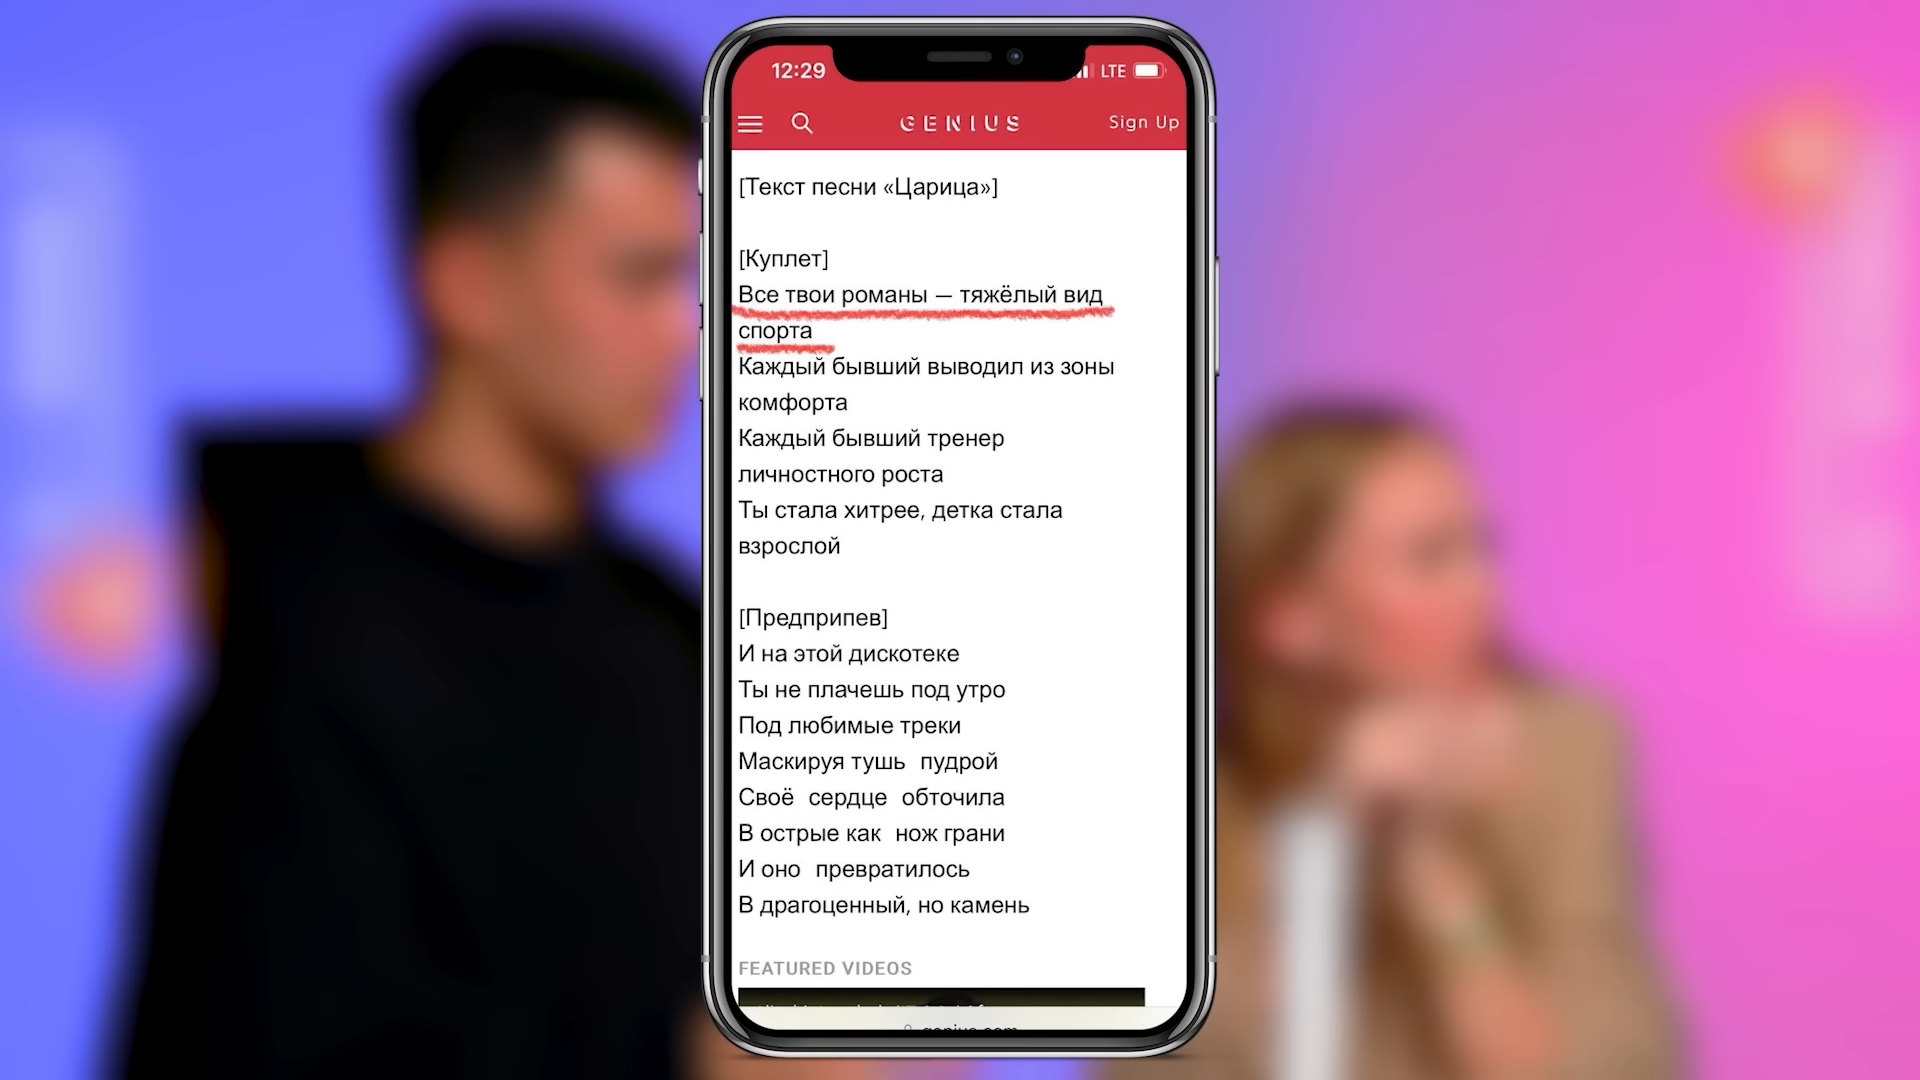 12:29
LTE
GENIUS
Sign Up
[Текст песни «Царица»]
[Куплет]
Все твои романы — тяжёлый вид
спорта
Каждый бывший выводил из зоны
комфорта
Каждый бывший тренер
личностного роста
Ты стала хитрее, детка стала
взрослой
[Предприпев]
И на этой дискотеке
Ты не плачешь под утро
Под любимые треки
Маскируя тушь пудрой
Своё сердце обточила
В острые как нож грани
И оно превратилось
В драгоценный, но камень
FEATURED VIDEOS
genius.com